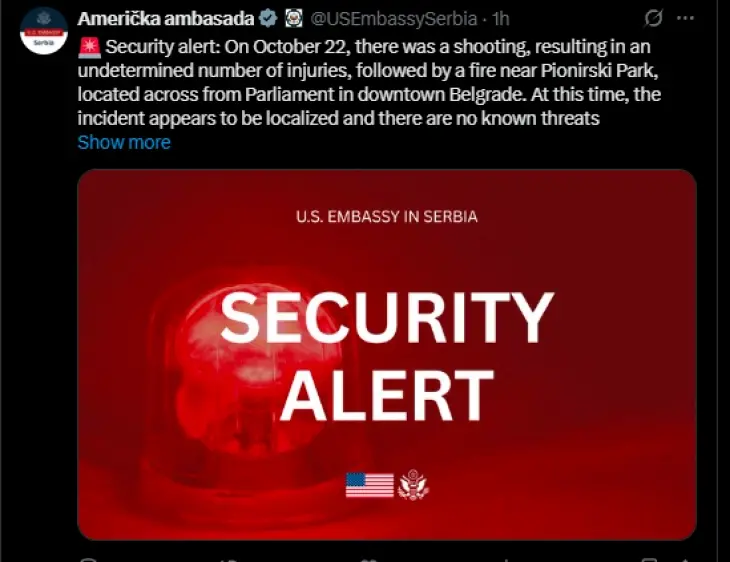 Američka ambasada @USEmbassySerbia · 1h
🚨 Security alert: On October 22, there was a shooting, resulting in an
undetermined number of injuries, followed by a fire near Pionirski Park,
located across from Parliament in downtown Belgrade. At this time, the
incident appears to be localized and there are no known threats
Show more
U.S. EMBASSY IN SERBIA
SECURITY
ALERT